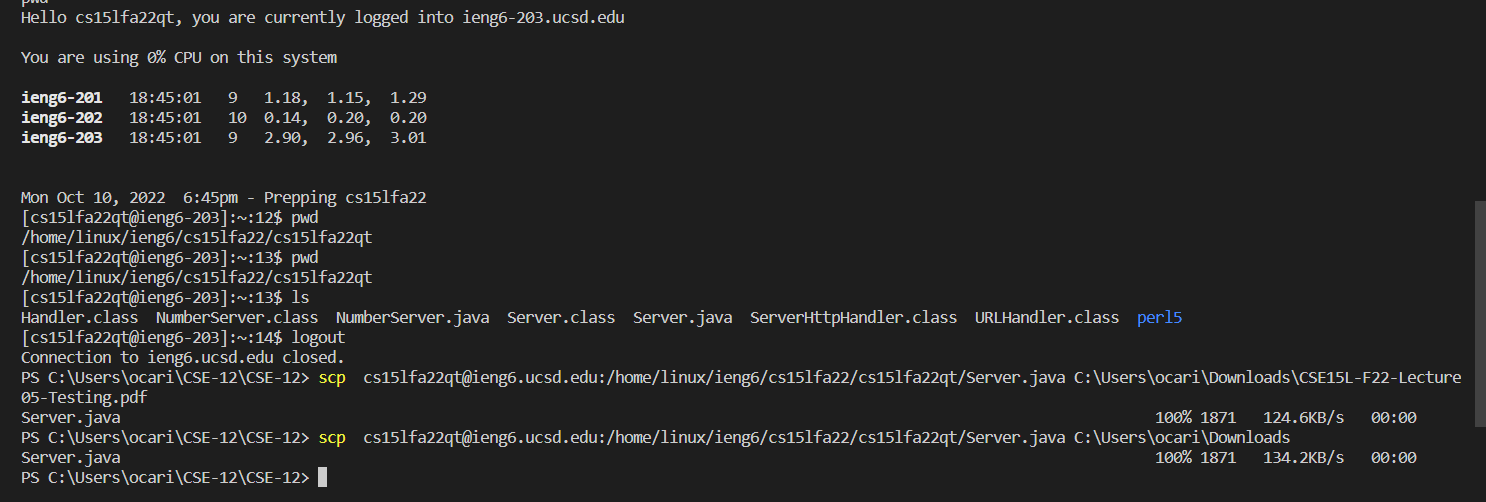 pwd
Hello cs15lfa22qt, you are currently logged into ieng6-203.ucsd.edu
You are using 0% CPU on this system
ieng6-201   18:45:01   9   1.18,  1.15,  1.29
ieng6-202   18:45:01   10  0.14,  0.20,  0.20
ieng6-203   18:45:01   9   2.90,  2.96,  3.01
Mon Oct 10, 2022  6:45pm - Prepping cs15lfa22
[cs15lfa22qt@ieng6-203]:~:12$ pwd
/home/linux/ieng6/cs15lfa22/cs15lfa22qt
[cs15lfa22qt@ieng6-203]:~:13$ pwd
/home/linux/ieng6/cs15lfa22/cs15lfa22qt
[cs15lfa22qt@ieng6-203]:~:13$ ls
Handler.class  NumberServer.class  NumberServer.java  Server.class  Server.java  ServerHttpHandler.class  URLHandler.class  perl5
[cs15lfa22qt@ieng6-203]:~:14$ logout
Connection to ieng6.ucsd.edu closed.
PS C:\Users\ocari\CSE-12\CSE-12> scp  cs15lfa22qt@ieng6.ucsd.edu:/home/linux/ieng6/cs15lfa22/cs15lfa22qt/Server.java C:\Users\ocari\Downloads\CSE15L-F22-Lecture
05-Testing.pdf
Server.java   100% 1871   124.6KB/s   00:00
PS C:\Users\ocari\CSE-12\CSE-12> scp  cs15lfa22qt@ieng6.ucsd.edu:/home/linux/ieng6/cs15lfa22/cs15lfa22qt/Server.java C:\Users\ocari\Downloads
Server.java   100% 1871   134.2KB/s   00:00
PS C:\Users\ocari\CSE-12\CSE-12>